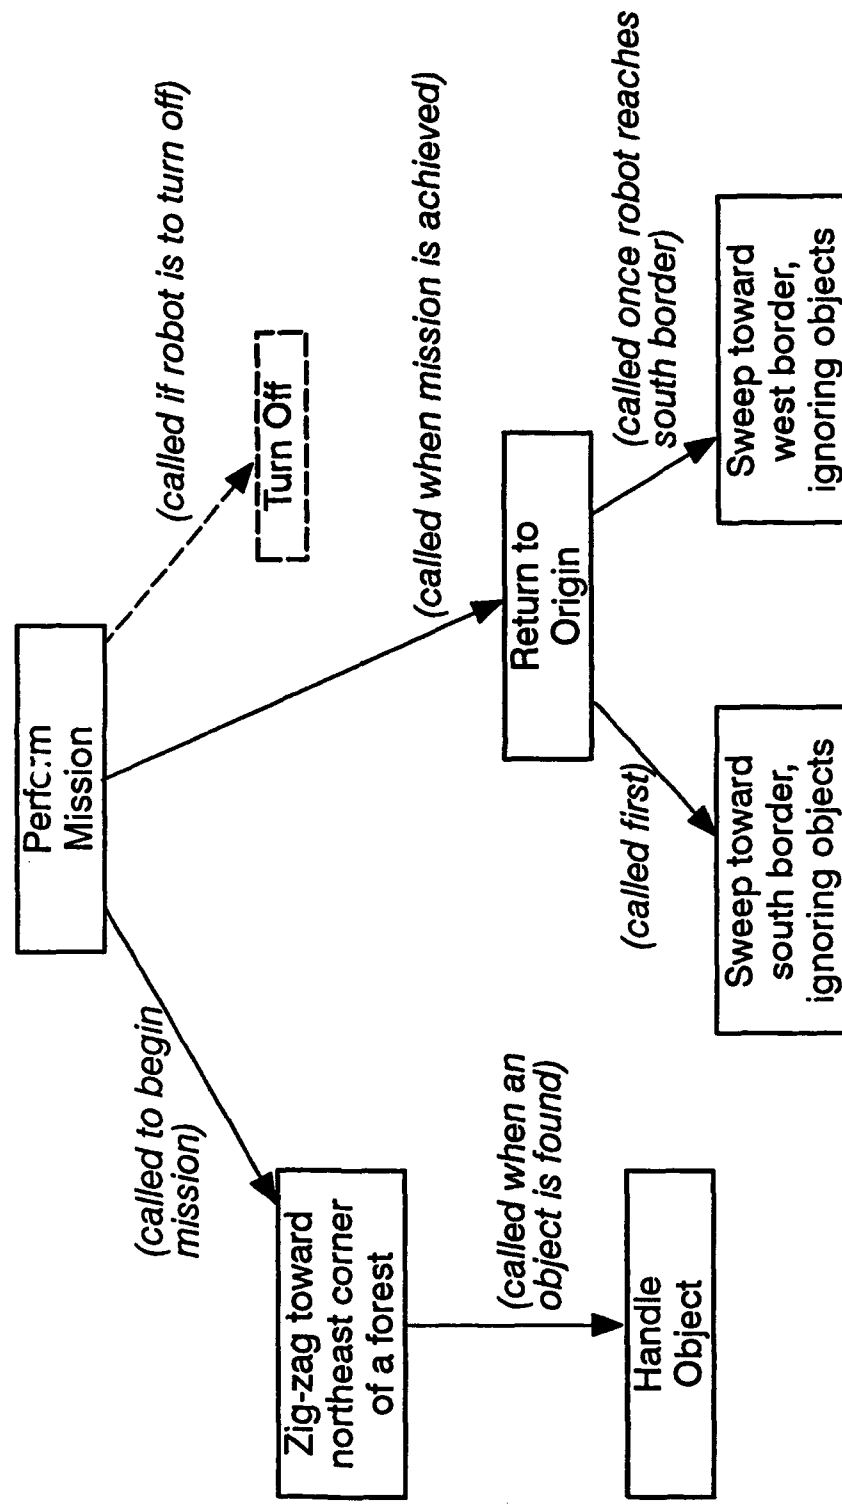 Perform
Mission
(called if robot is to turn off)
Turn Off
(called to begin
mission)
(called when mission is achieved)
Zig-zag toward
northeast corner
of a forest
Return to
Origin
(called when an
object is found)
(called first)
(called once robot reaches
south border)
Handle
Object
Sweep toward
south border,
ignoring objects
Sweep toward
west border,
ignoring objects